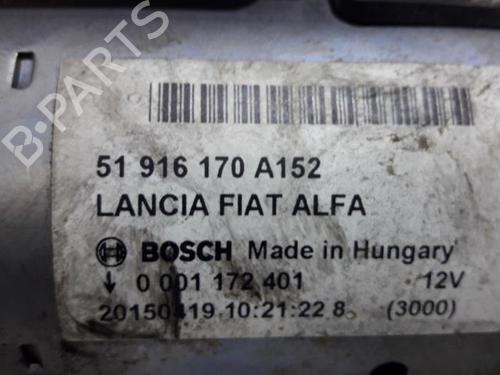 B-PARTS
51 916 170 A152
LANCIA FIAT ALFA
BOSCH Made in Hungary
0 001 172 401 12V
20150419 10:21:22 8 (3000)